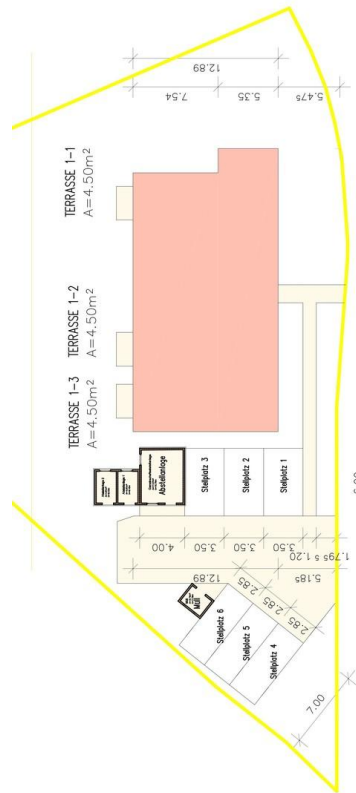 12.89
7.54
5.35
5.47⁵
TERRASSE 1-1
A=4.50m²
TERRASSE 1-2
A=4.50m²
TERRASSE 1-3
A=4.50m²
Abstellanlage
Stellplatz 3
Stellplatz 2
Stellplatz 1
4.00
3.50
3.50
3.50
1.20
1.79⁵
12.89
5.18⁵
2.85
2.85
2.85
Müll
Stellplatz 6
Stellplatz 5
Stellplatz 4
7.00